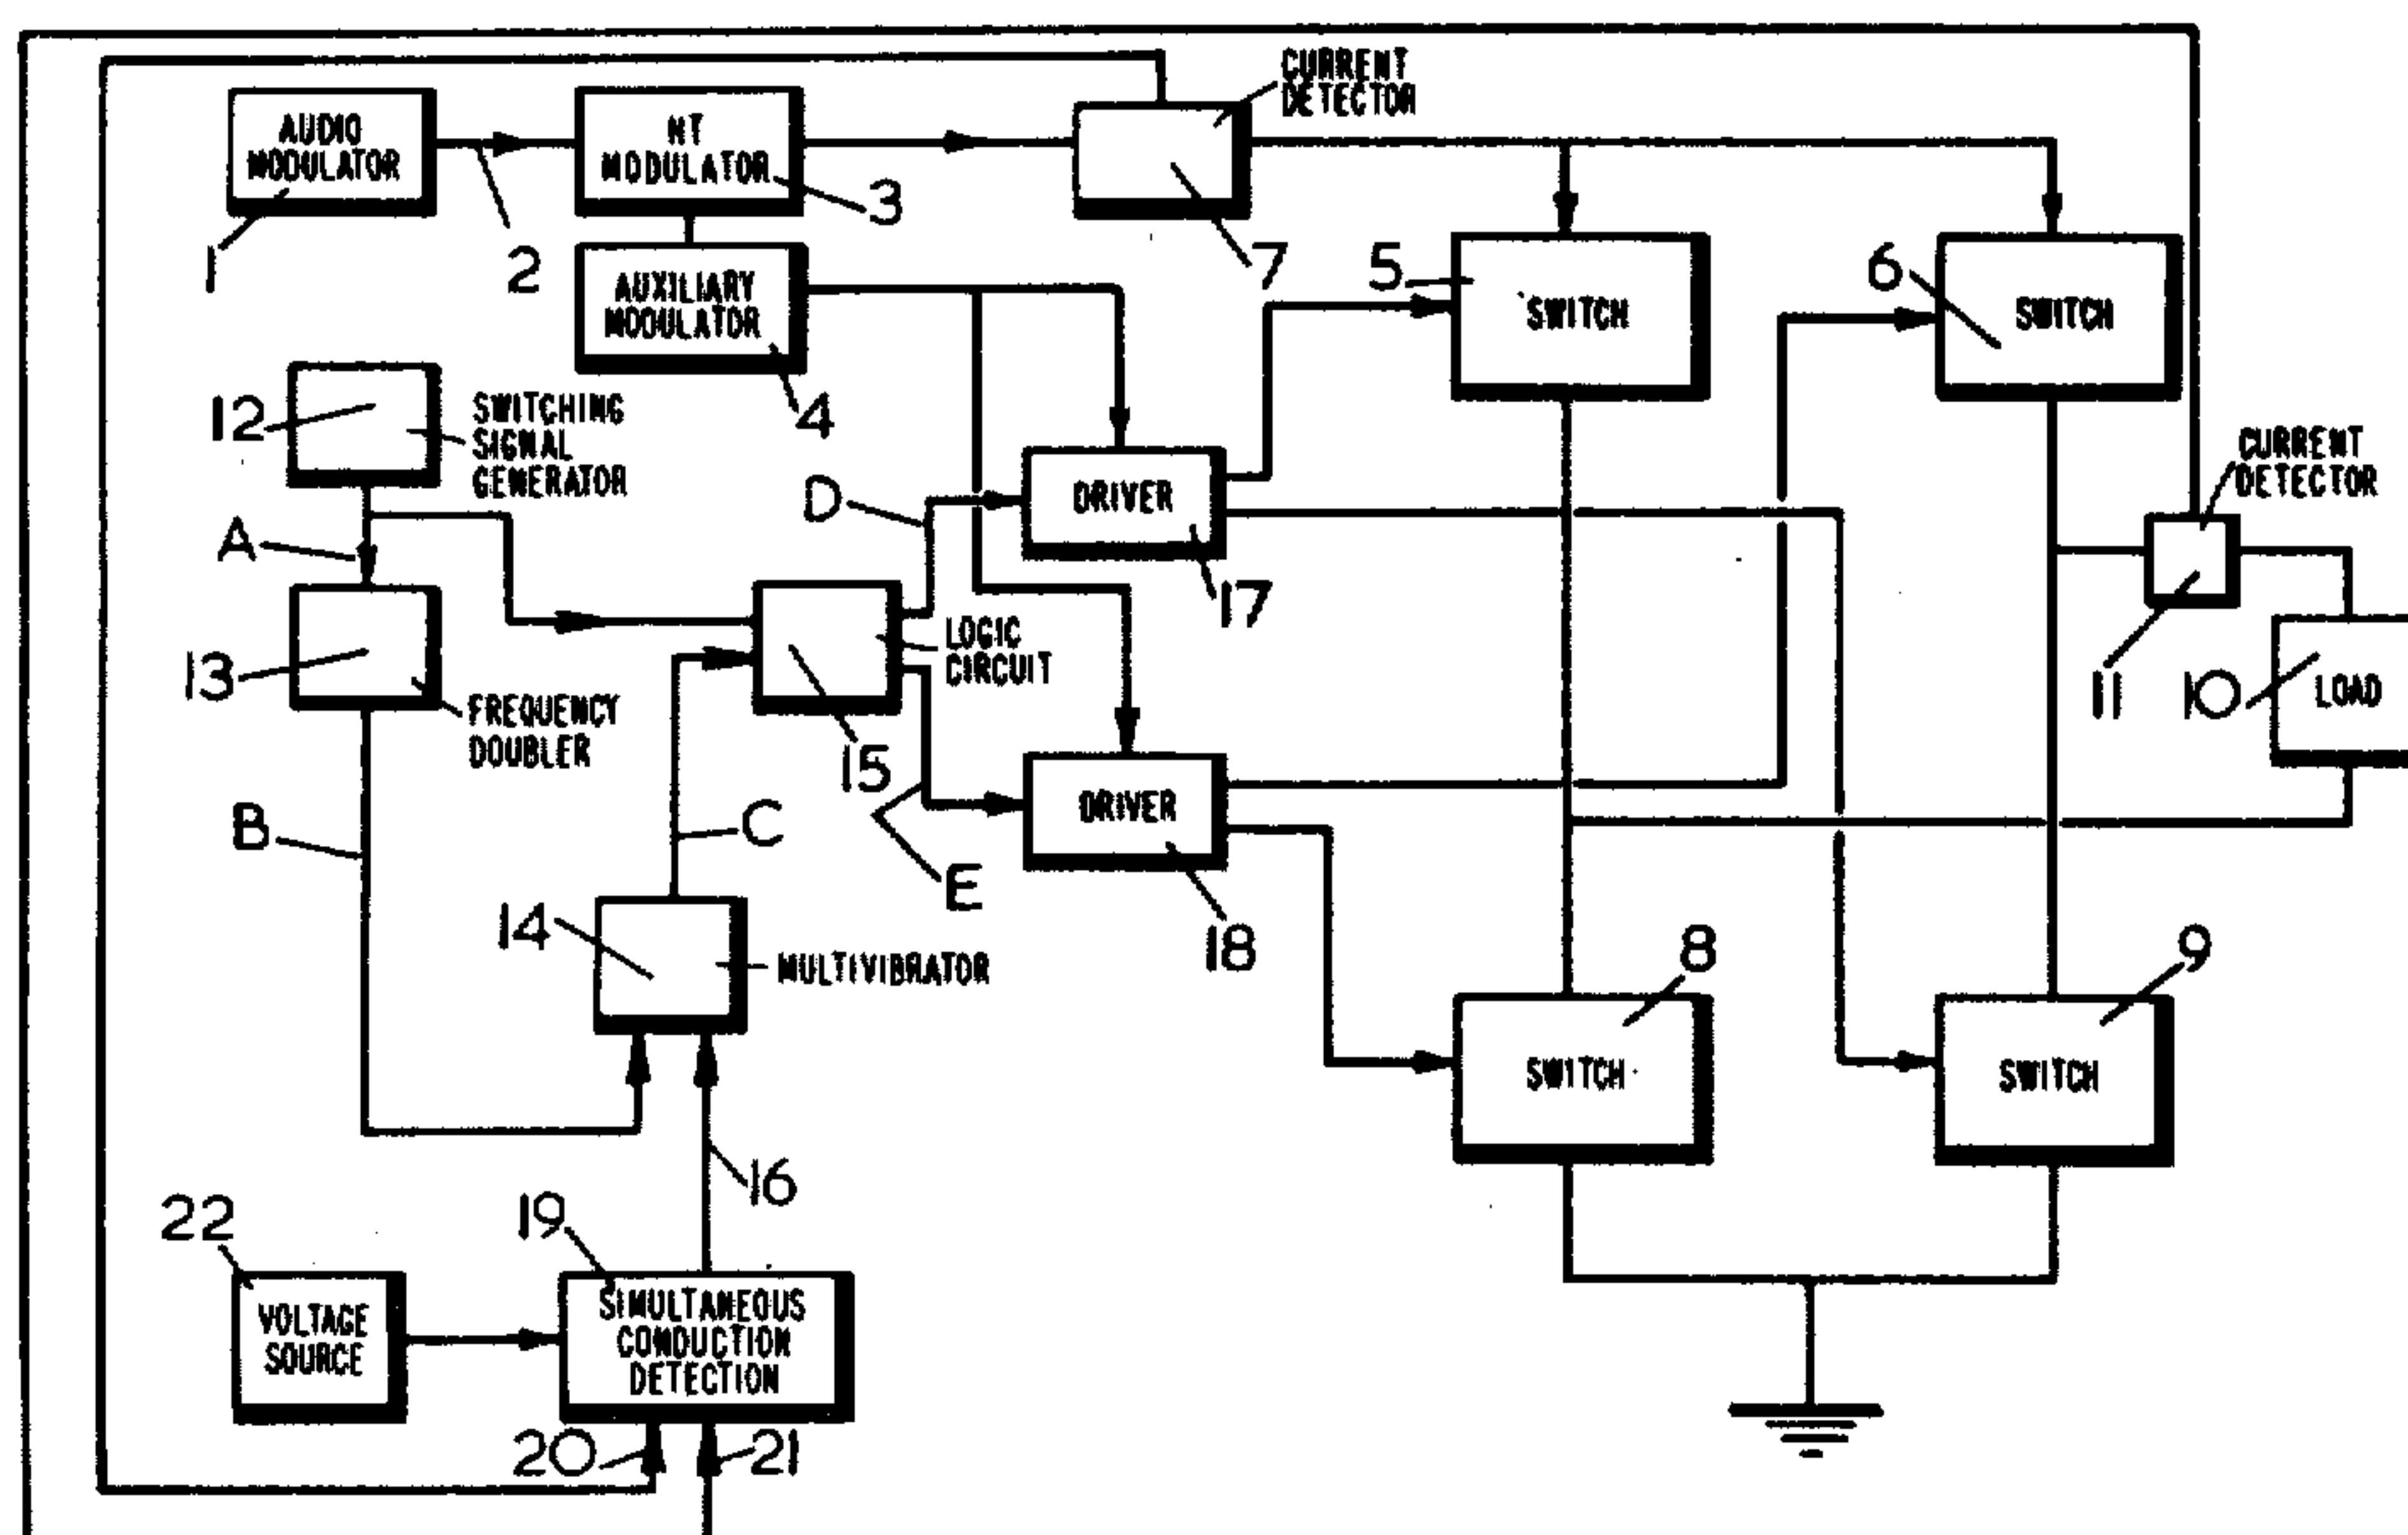 CURRENT
DETECTOR
AUDIO
MODULATOR
HT
MODULATOR
3
1
2
7
5
SWITCH
6
SWITCH
AUXILIARY
MODULATOR
4
12
SWITCHING
SIGNAL
GENERATOR
CURRENT
DETECTOR
D
DRIVER
A
17
LOGIC
CIRCUIT
13
FREQUENCY
DOUBLER
15
11
10
LOAD
B
C
DRIVER
E
14
MULTIVIBRATOR
18
8
9
SWITCH
SWITCH
16
22
19
VOLTAGE
SOURCE
SIMULTANEOUS
CONDUCTION
DETECTION
20
21